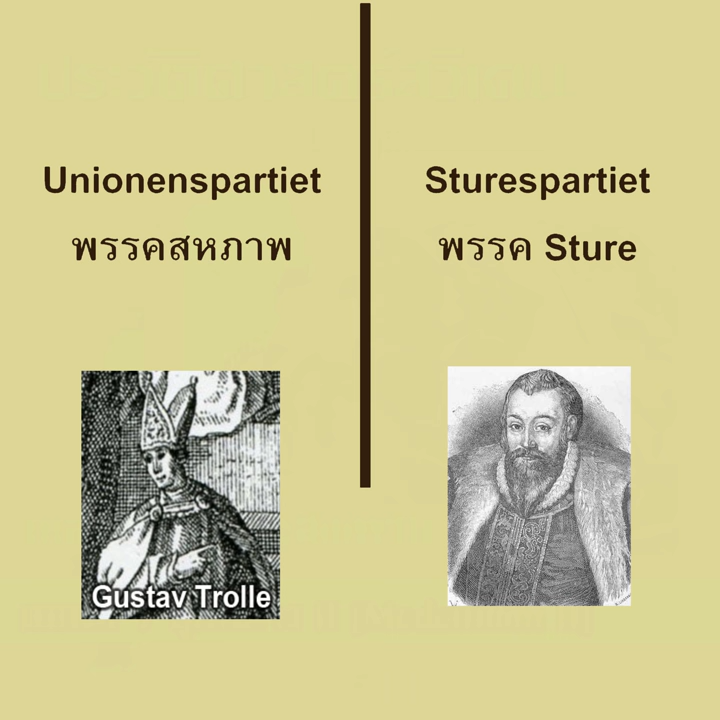 Unionenspartiet
พรรคสหภาพ
Gustav Trolle
Sturespartiet
พรรค Sture